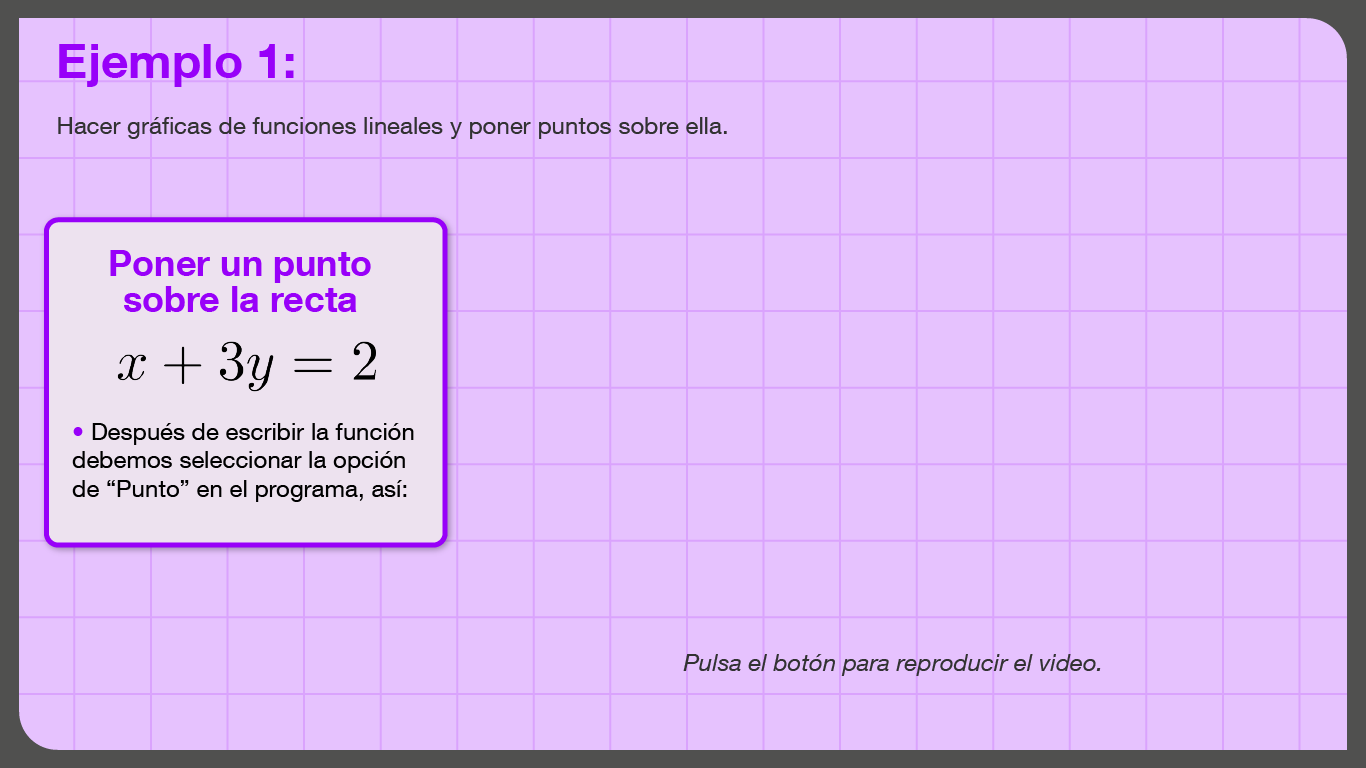 Ejemplo 1:
Hacer gráficas de funciones lineales y poner puntos sobre ella.
Poner un punto
sobre la recta
x + 3y = 2
• Después de escribir la función
debemos seleccionar la opción
de “Punto” en el programa, así:
Pulsa el botón para reproducir el video.